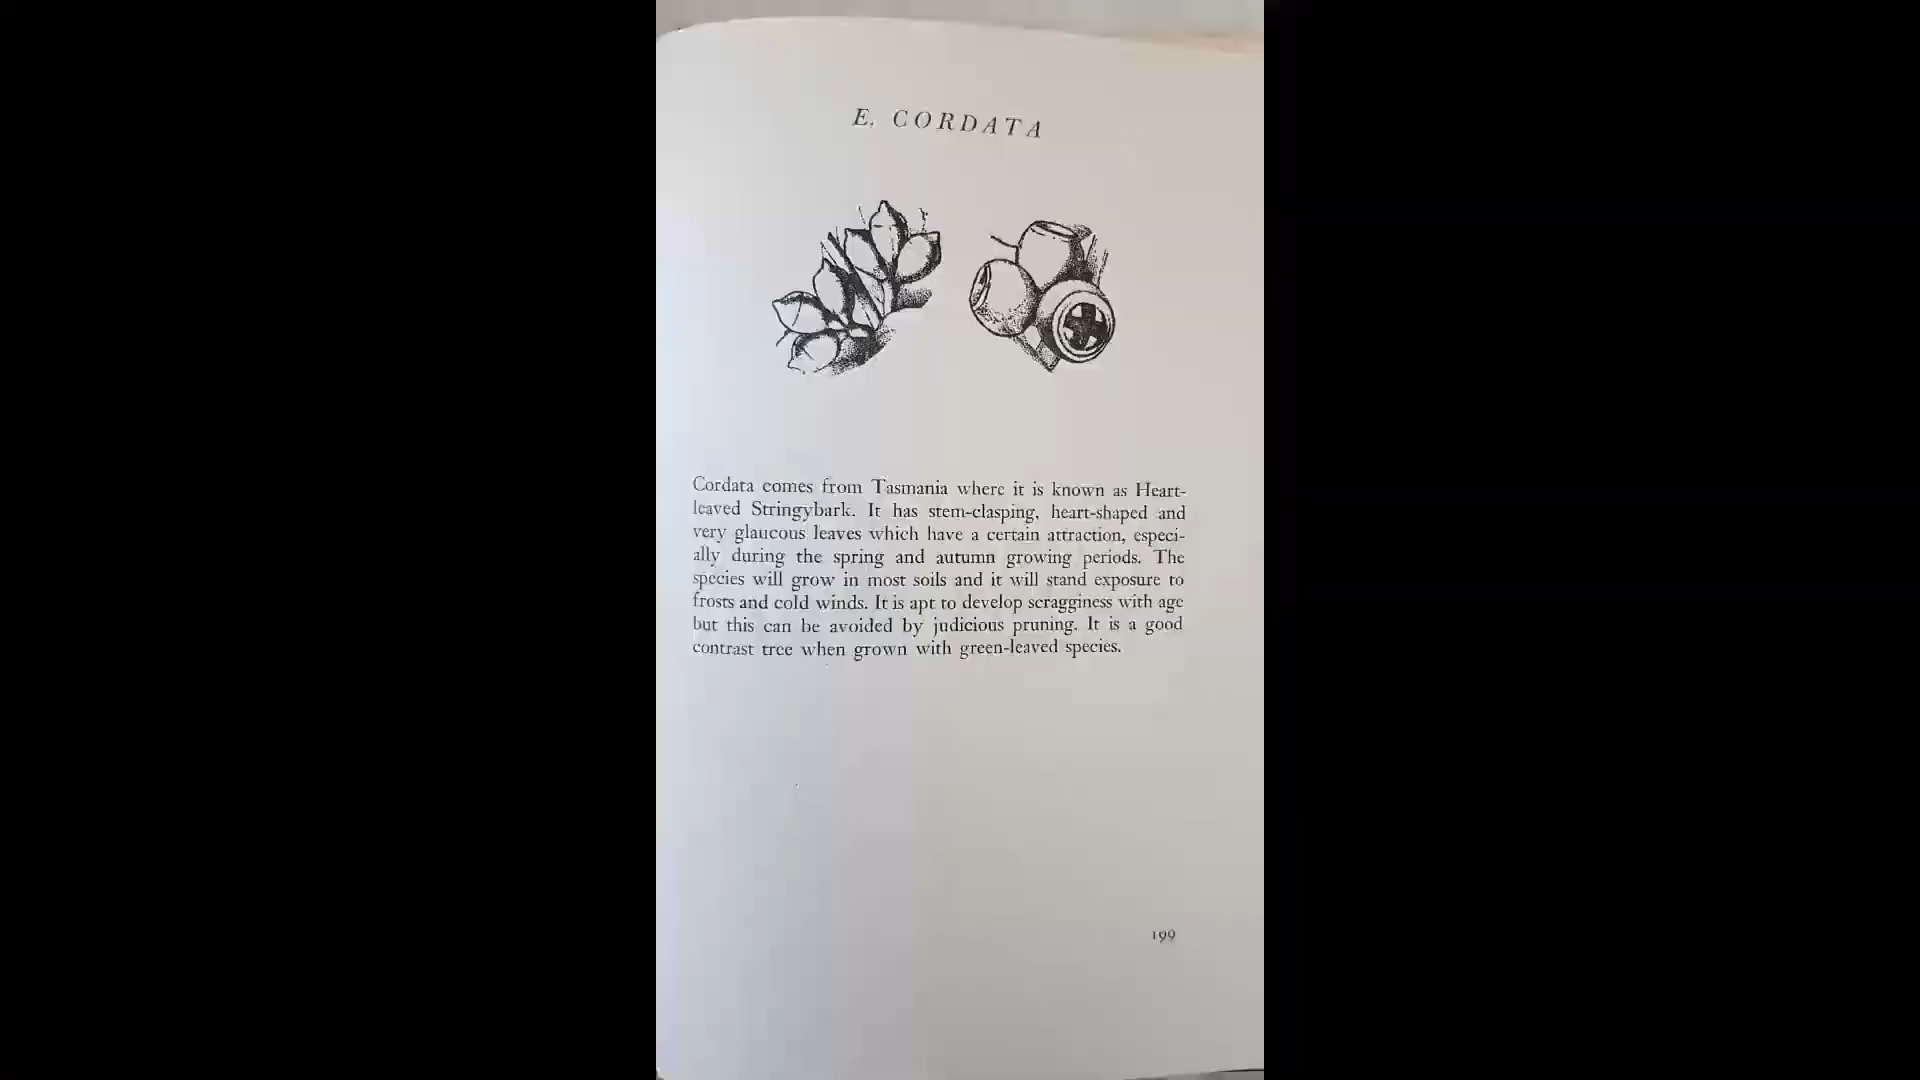 E. CORDATA
Cordata comes from Tasmania where it is known as Heart-
leaved Stringybark. It has stem-clasping, heart-shaped and
very glaucous leaves which have a certain attraction, especi-
ally during the spring and autumn growing periods. The
species will grow in most soils and it will stand exposure to
frosts and cold winds. It is apt to develop scragginess with age
but this can be avoided by judicious pruning. It is a good
contrast tree when grown with green-leaved species.
199